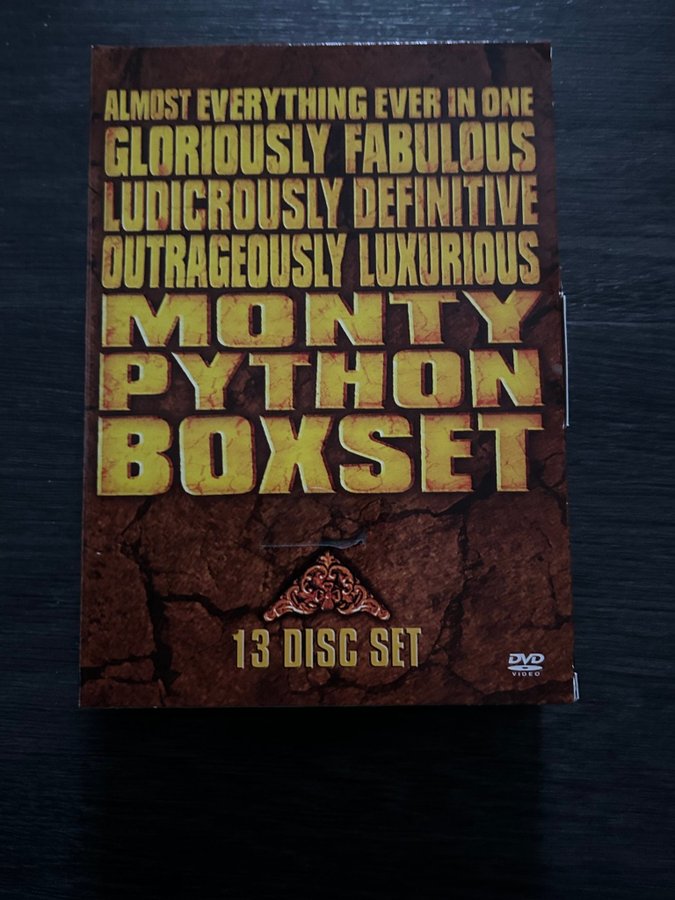 ALMOST EVERYTHING EVER IN ONE
GLORIOUSLY FABULOUS
LUDICROUSLY DEFINITIVE
OUTRAGEOUSLY LUXURIOUS
MONTY
PYTHON
BOXSET
13 DISC SET
DVD
VIDEO